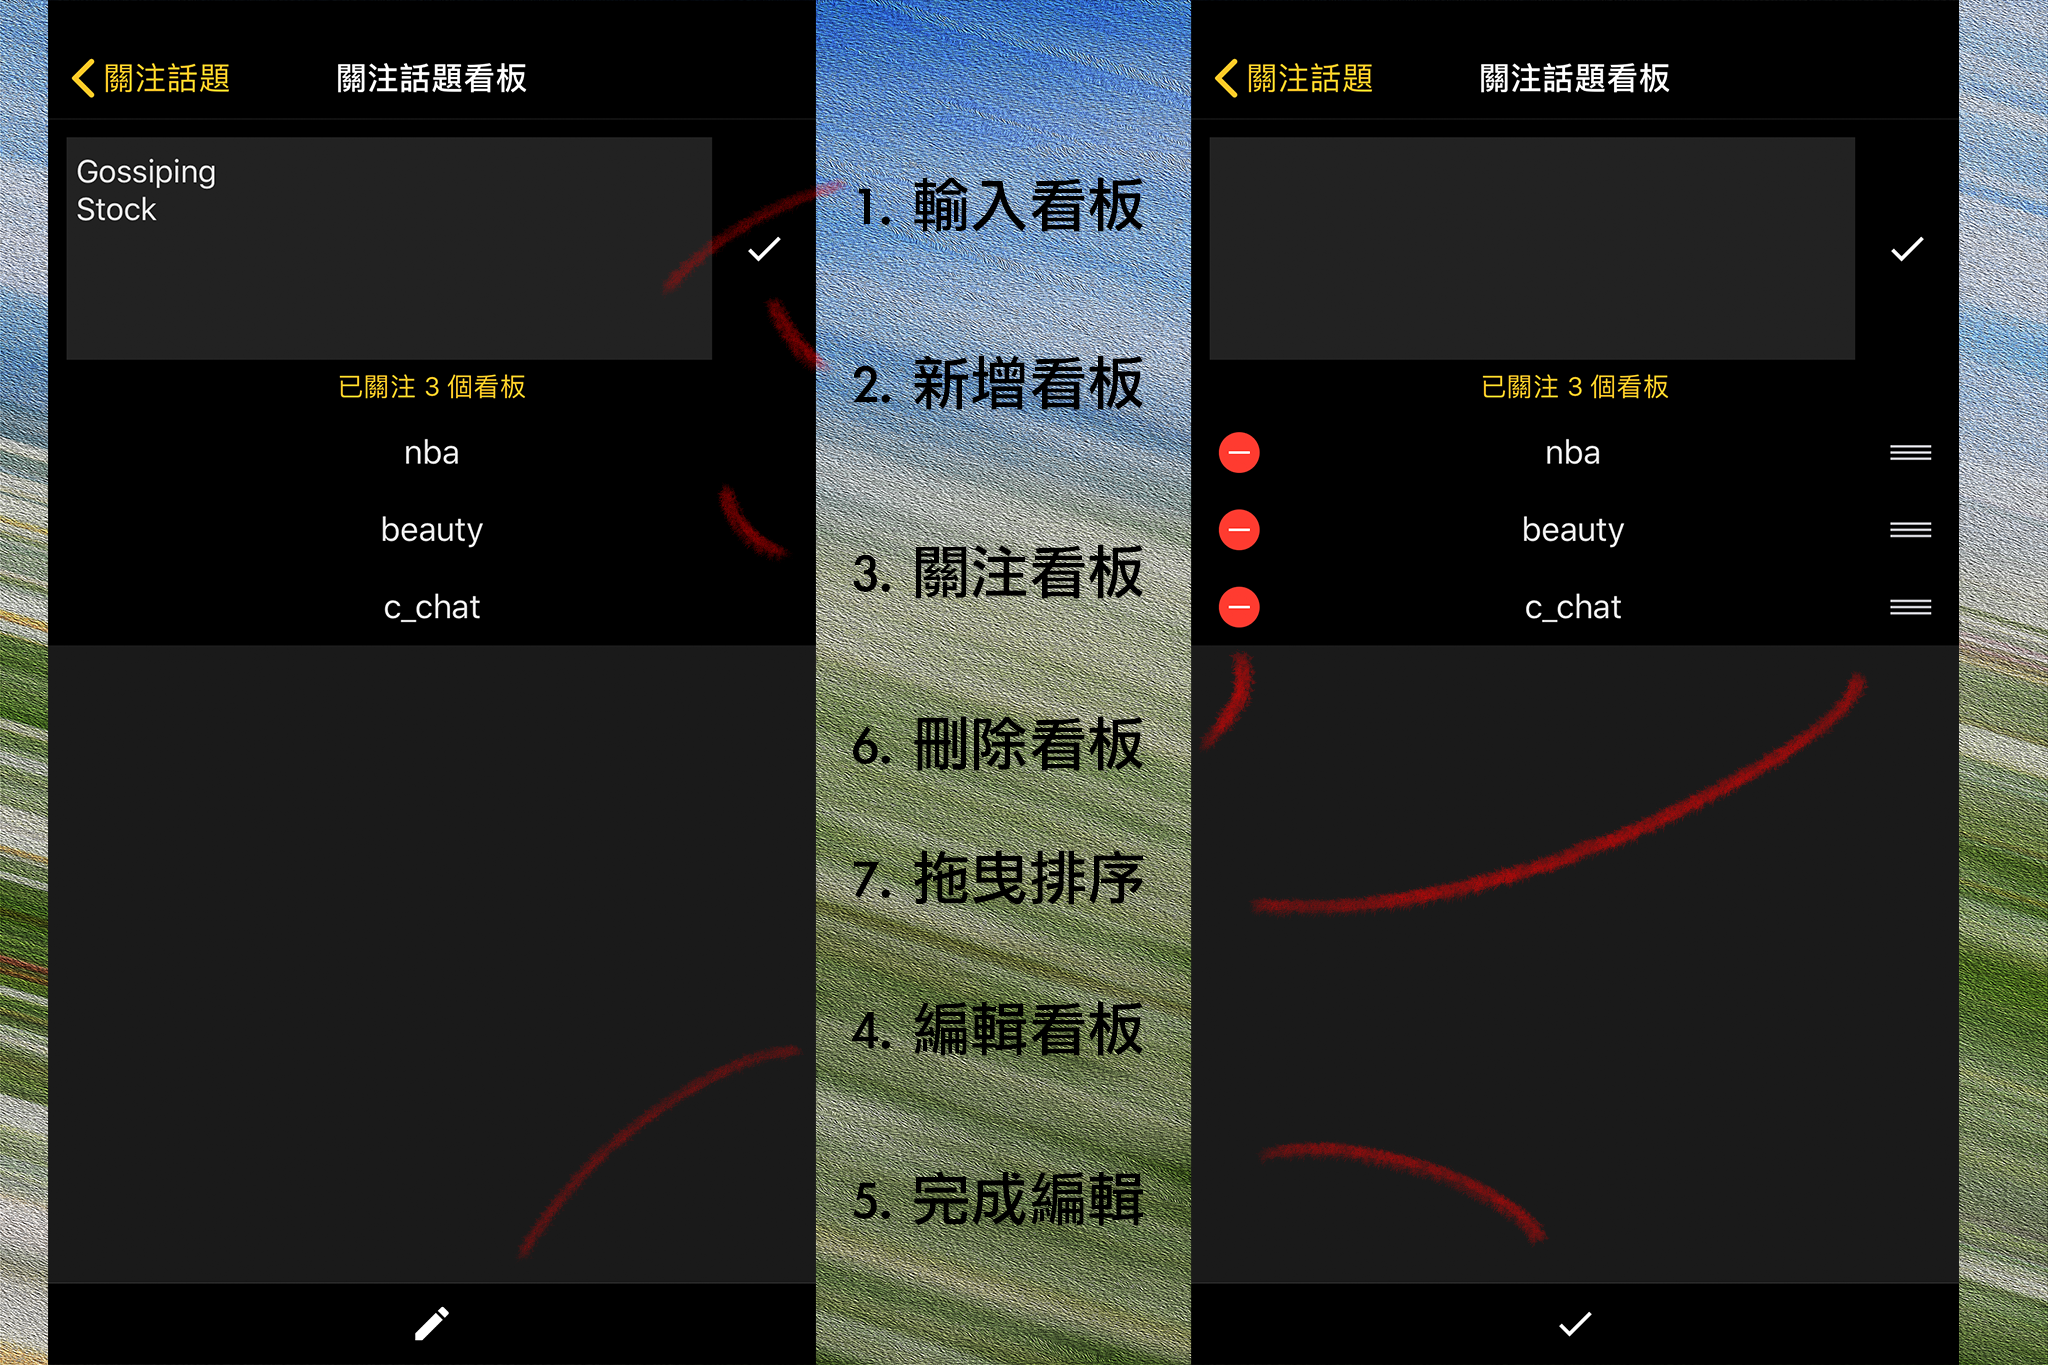 關注話題
關注話題看板
Gossiping
Stock
已關注 3 個看板
nba
beauty
c_chat
1. 輸入看板
2. 新增看板
3. 關注看板
6. 刪除看板
7. 拖曳排序
4. 編輯看板
5. 完成編輯
關注話題
關注話題看板
已關注 3 個看板
nba
beauty
c_chat